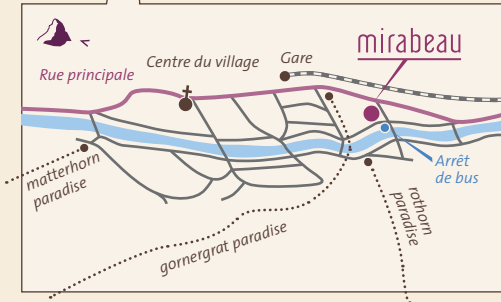 mirabeau
Centre du village
Gare
Rue principale
Arrêt
de bus
matterhorn
paradise
rothorn
paradise
gornergrat paradise